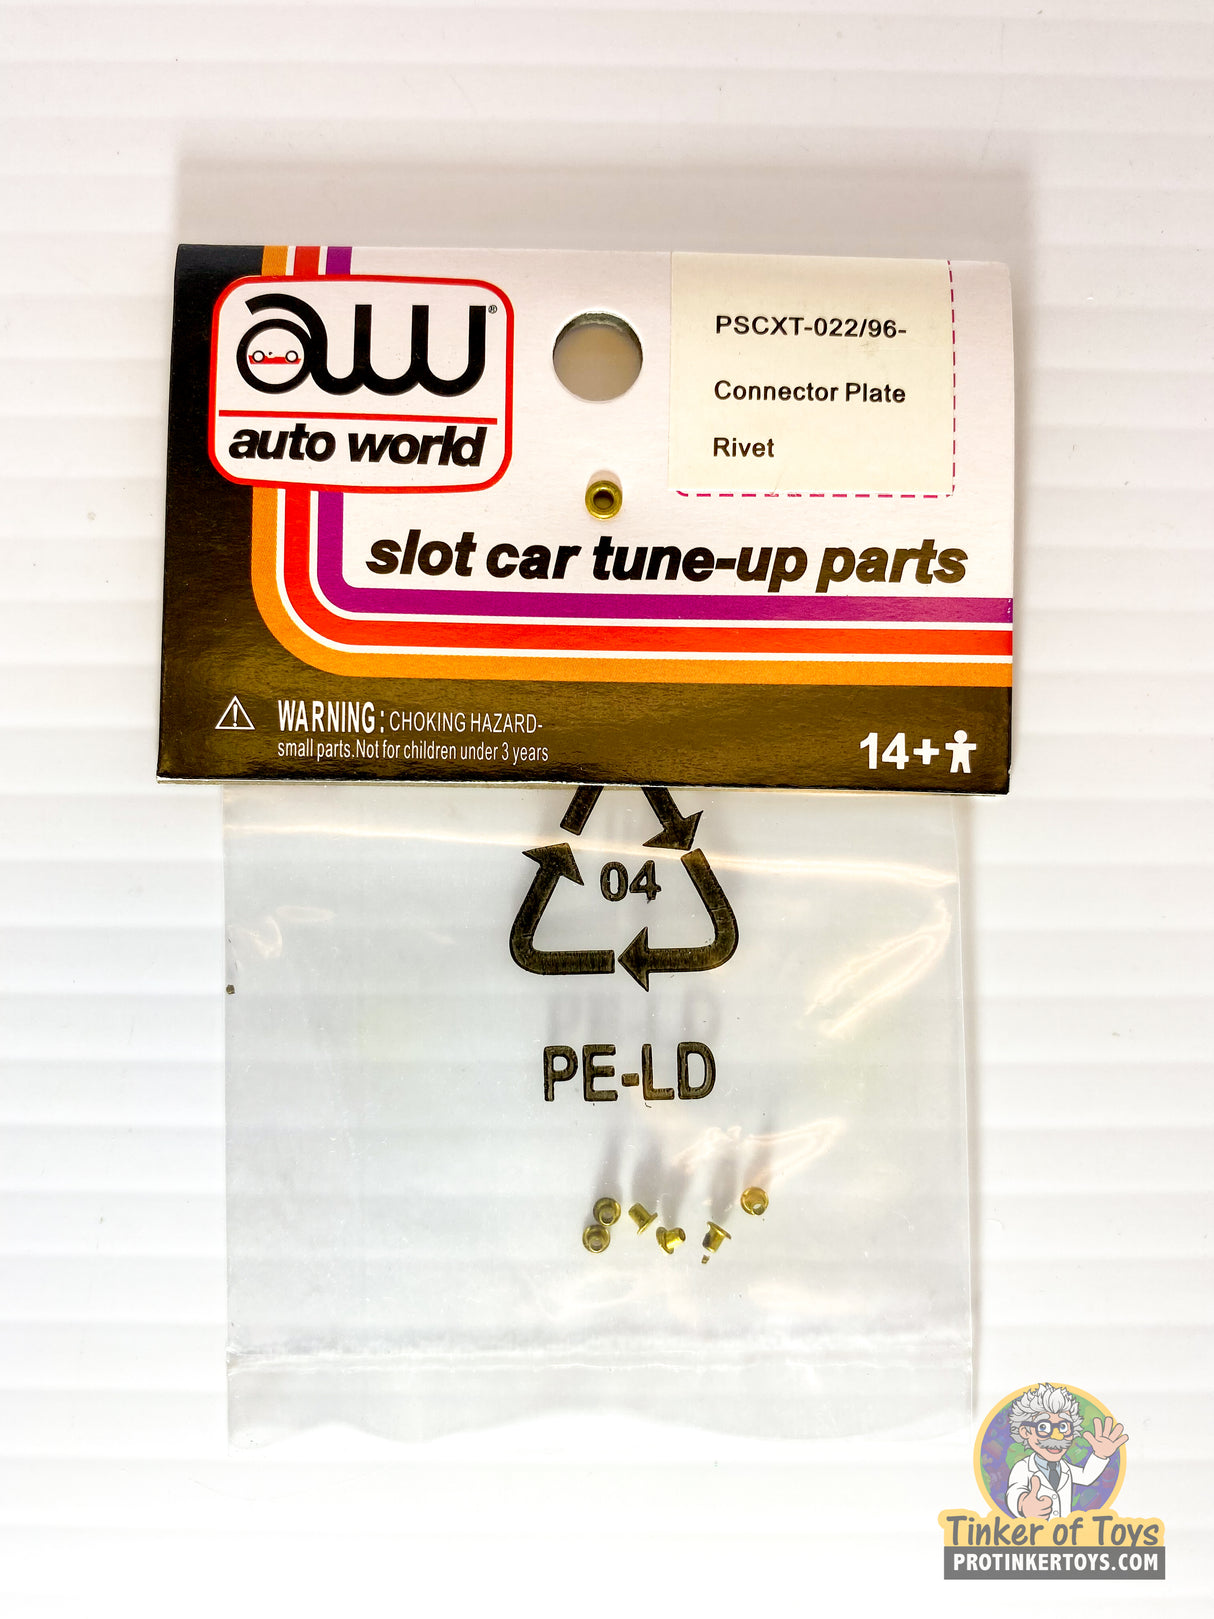 aw®
auto world
PSCXT-022/96-
Connector Plate
Rivet
slot car tune-up parts
WARNING: CHOKING HAZARD-
small parts.Not for children under 3 years
14+
04
PE-LD
Tinker of Toys
PROTINKERTOYS.COM